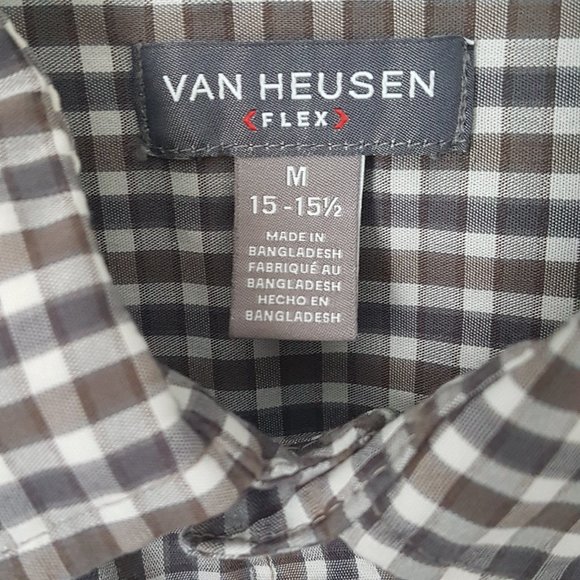 VAN HEUSEN
‹FLEX›
M
15 -15½
MADE IN
BANGLADESH
FABRIQUÉ AU
BANGLADESH
HECHO EN
BANGLADESH